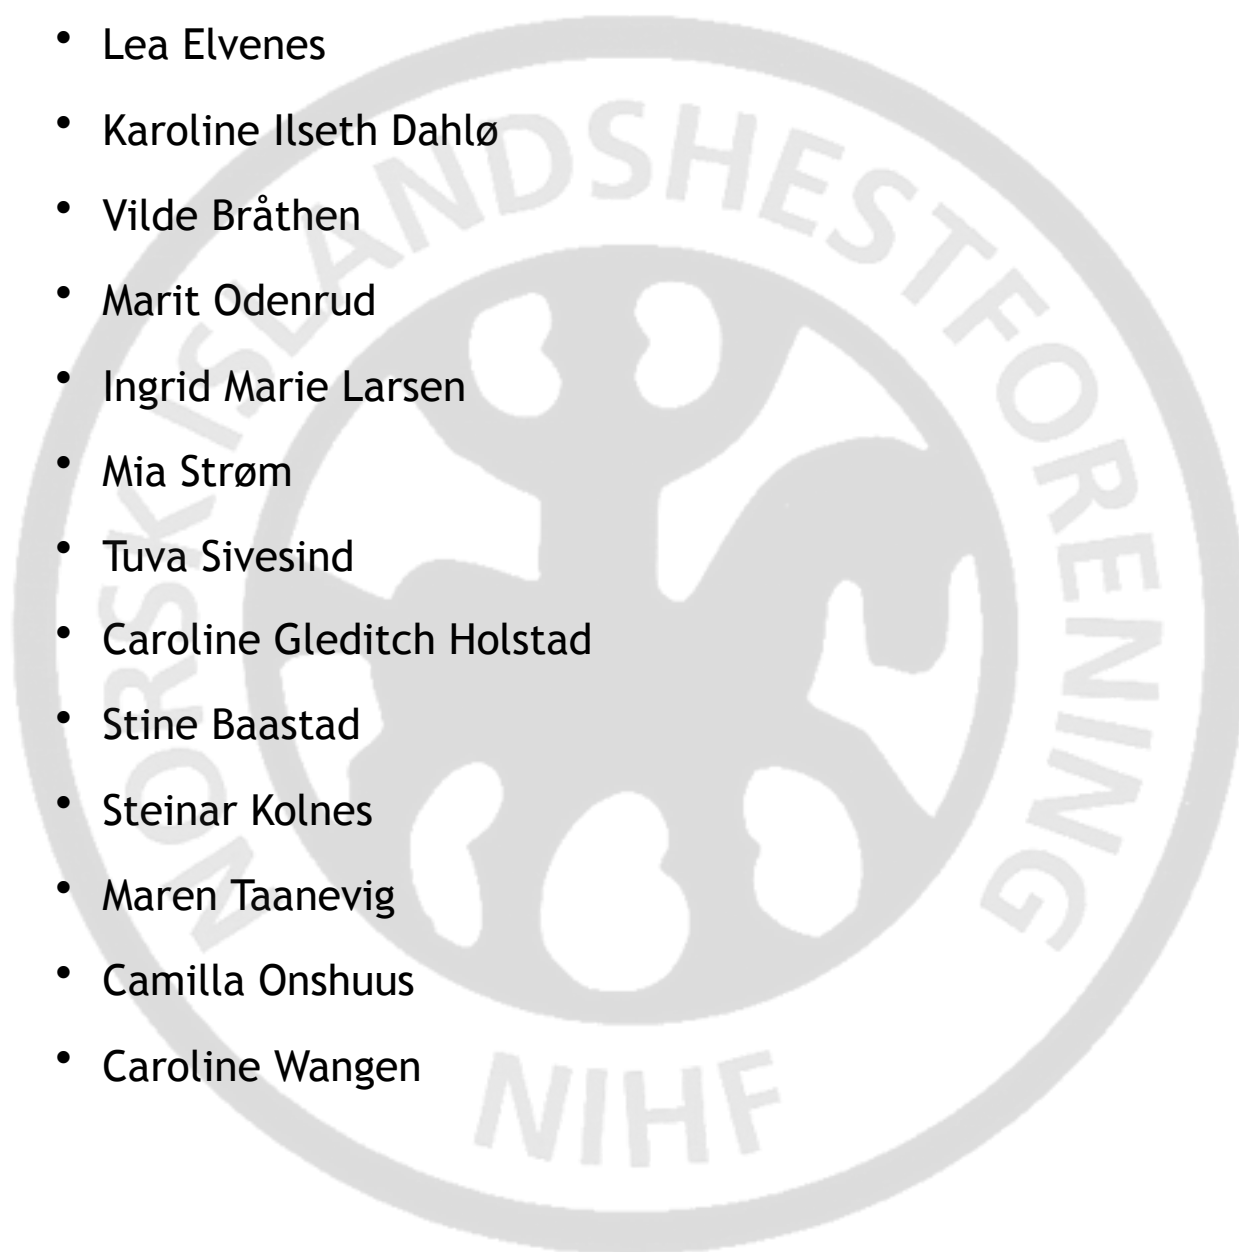 • Lea Elvenes
• Karoline Ilseth Dahlø
• Vilde Bråthen
• Marit Odenrud
• Ingrid Marie Larsen
• Mia Strøm
• Tuva Sivesind
• Caroline Gleditch Holstad
• Stine Baastad
• Steinar Kolnes
• Maren Taanevig
• Camilla Onshuus
• Caroline Wangen
NORSK ISLANDSHESTFORENING
NIHF